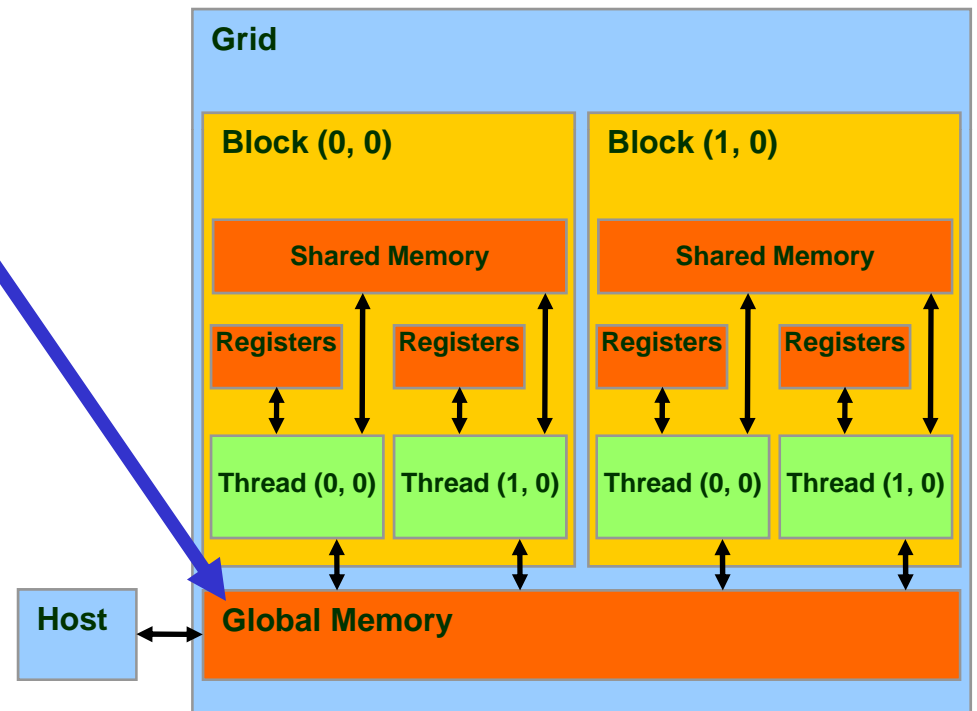 Grid
Block (0, 0)
Block (1, 0)
Shared Memory
Shared Memory
Registers
Registers
Registers
Registers
Thread (0, 0)
Thread (1, 0)
Thread (0, 0)
Thread (1, 0)
Host
Global Memory